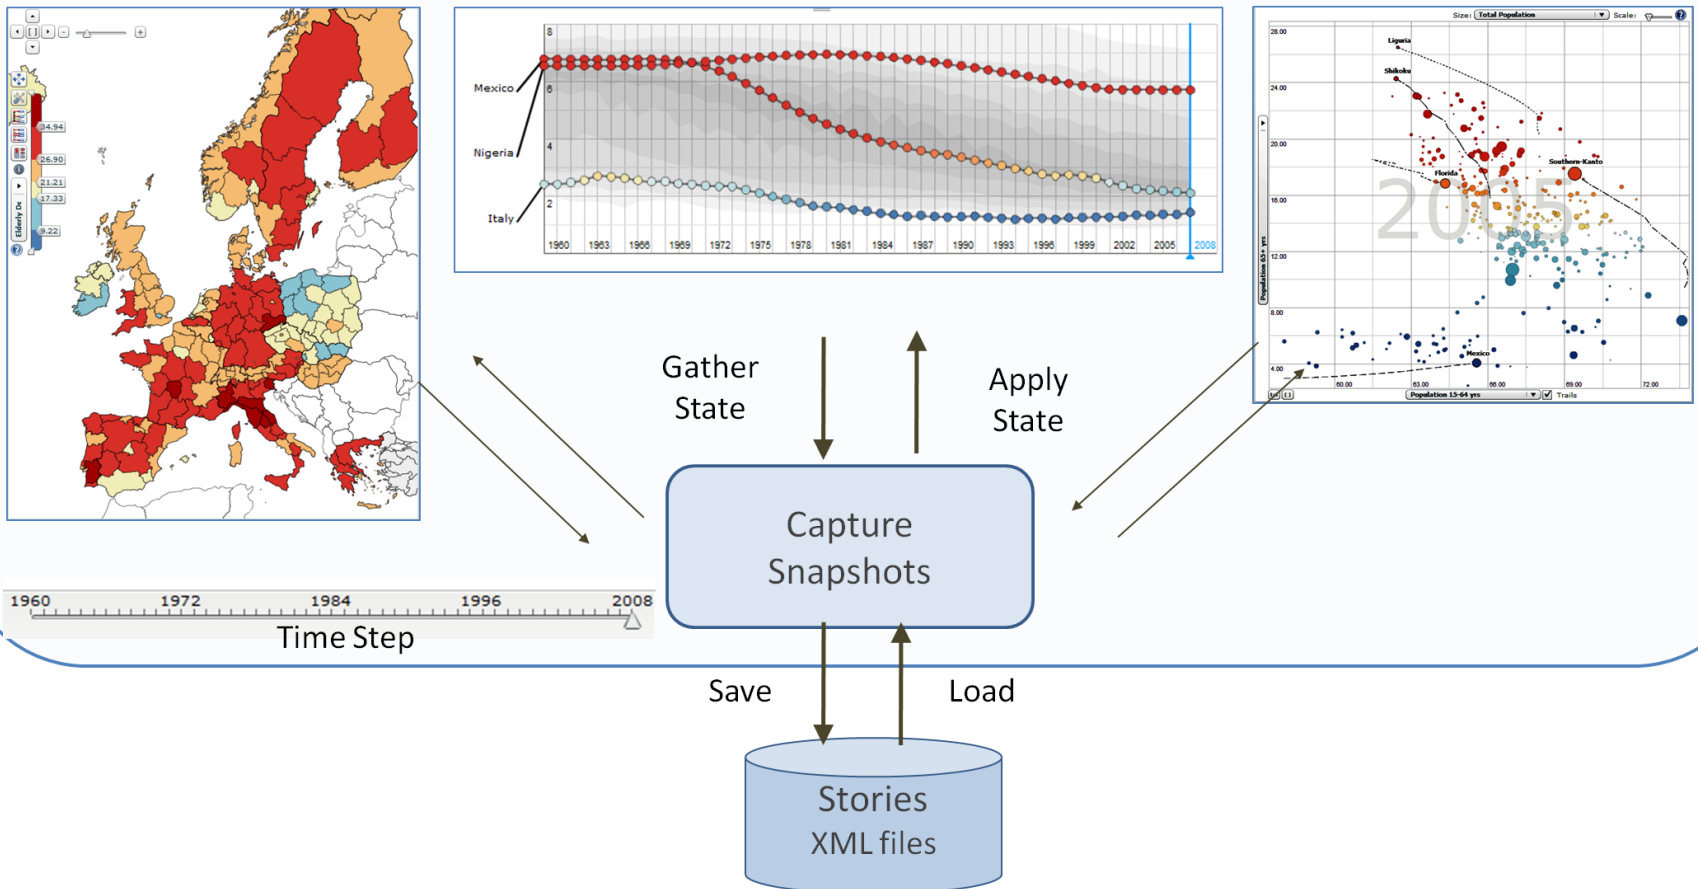 34.94
26.90
21.21
17.33
9.22
Elderly De
8
6
4
2
Mexico
Nigeria
Italy
1960 1963 1966 1969 1972 1975 1978 1981 1984 1987 1990 1993 1996 1999 2002 2005 2008
Size: Total Population Scale:
28.00
24.00
20.00
16.00
12.00
8.00
4.00
Population 65+ yrs
2005
Liguria
Shikoku
Florida
Southern-Kanto
Mexico
60.00 63.00 66.00 69.00 72.00
Population 15-64 yrs Trails
Gather
State
Apply
State
Capture
Snapshots
1960 1972 1984 1996 2008
Time Step
Save
Load
Stories
XML files